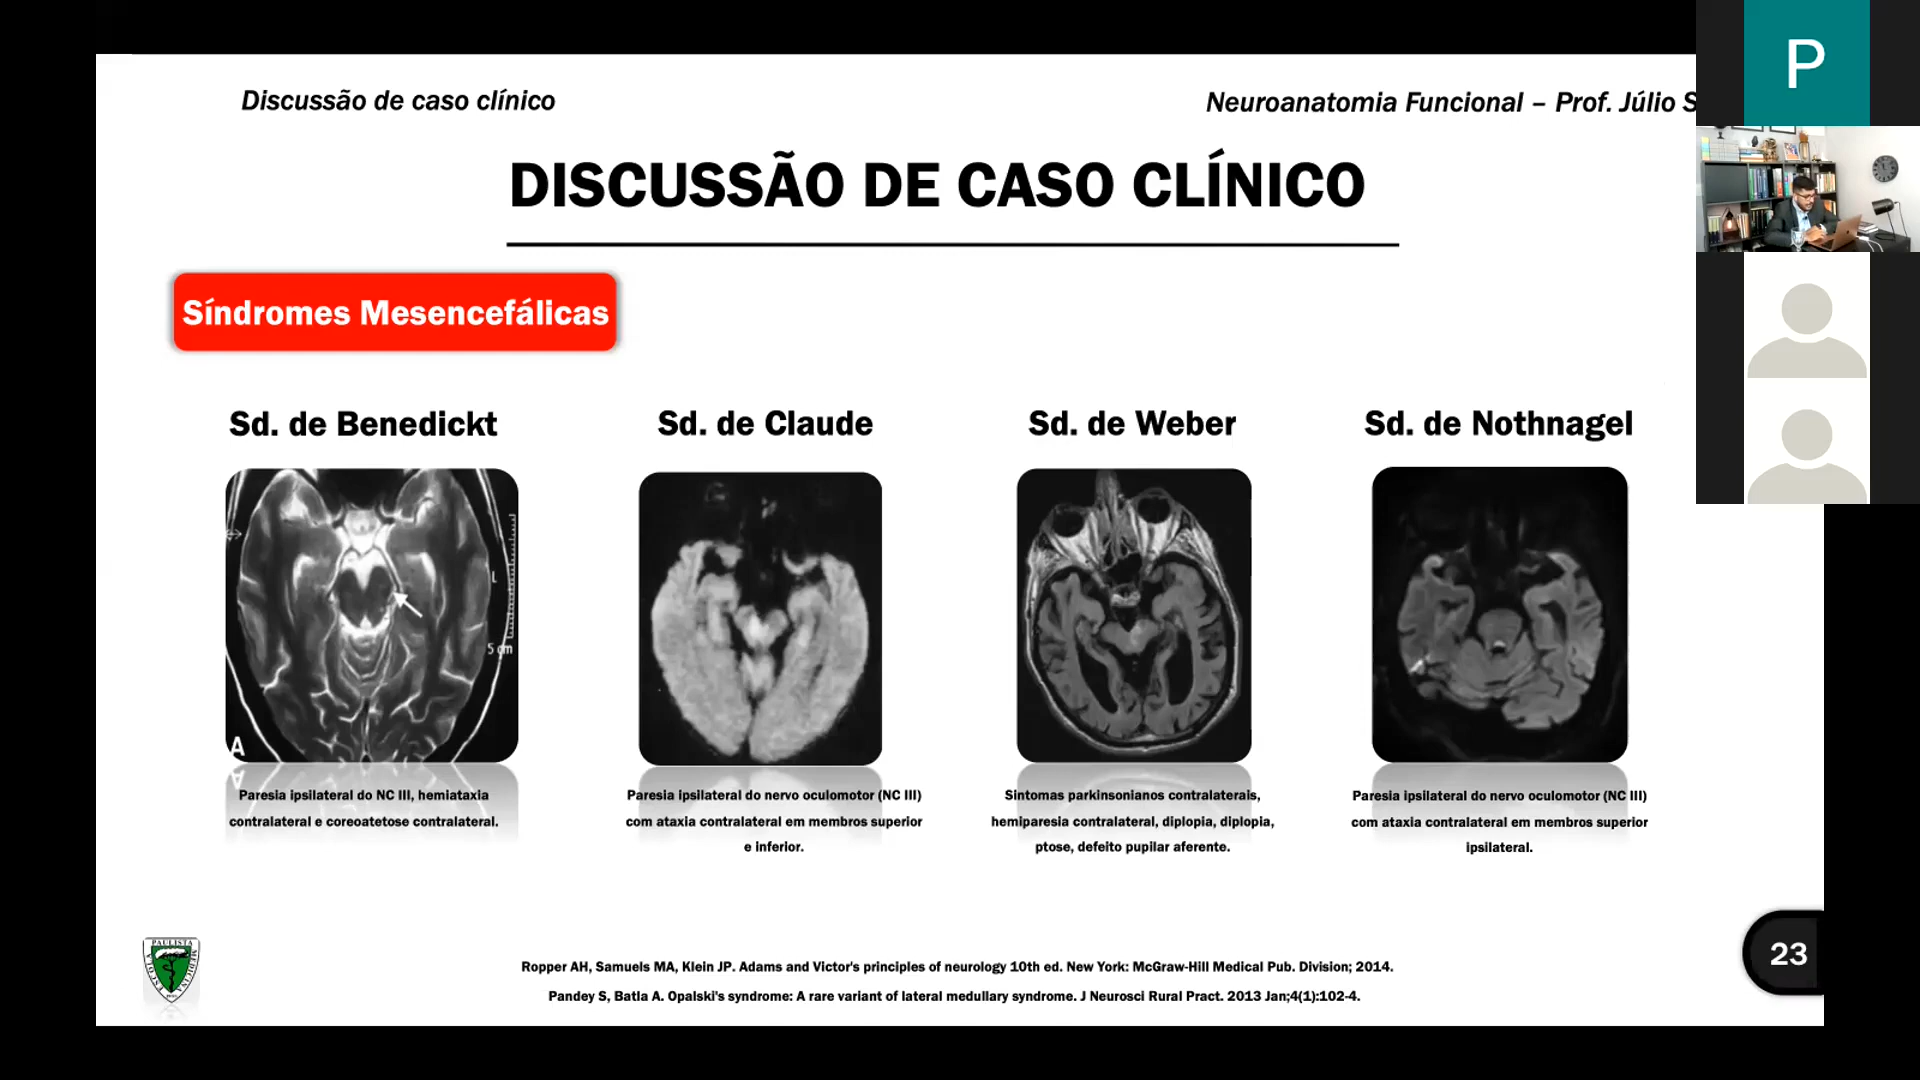 Discussão de caso clínico
Neuroanatomia Funcional – Prof. Júlio S
P
DISCUSSÃO DE CASO CLÍNICO
Síndromes Mesencefálicas
Sd. de Benedickt
Sd. de Claude
Sd. de Weber
Sd. de Nothnagel
L
5 cm
A
Paresia ipsilateral do NC III, hemiataxia
contralateral e coreoatetose contralateral.
Paresia ipsilateral do nervo oculomotor (NC III)
com ataxia contralateral em membros superior
e inferior.
Sintomas parkinsonianos contralaterais,
hemiparesia contralateral, diplopia, diplopia,
ptose, defeito pupilar aferente.
Paresia ipsilateral do nervo oculomotor (NC III)
com ataxia contralateral em membros superior
ipsilateral.
PAULISTA
ESCOLA
MEDICINA
23
Ropper AH, Samuels MA, Klein JP. Adams and Victor's principles of neurology 10th ed. New York: McGraw-Hill Medical Pub. Division; 2014.
Pandey S, Batla A. Opalski's syndrome: A rare variant of lateral medullary syndrome. J Neurosci Rural Pract. 2013 Jan;4(1):102-4.